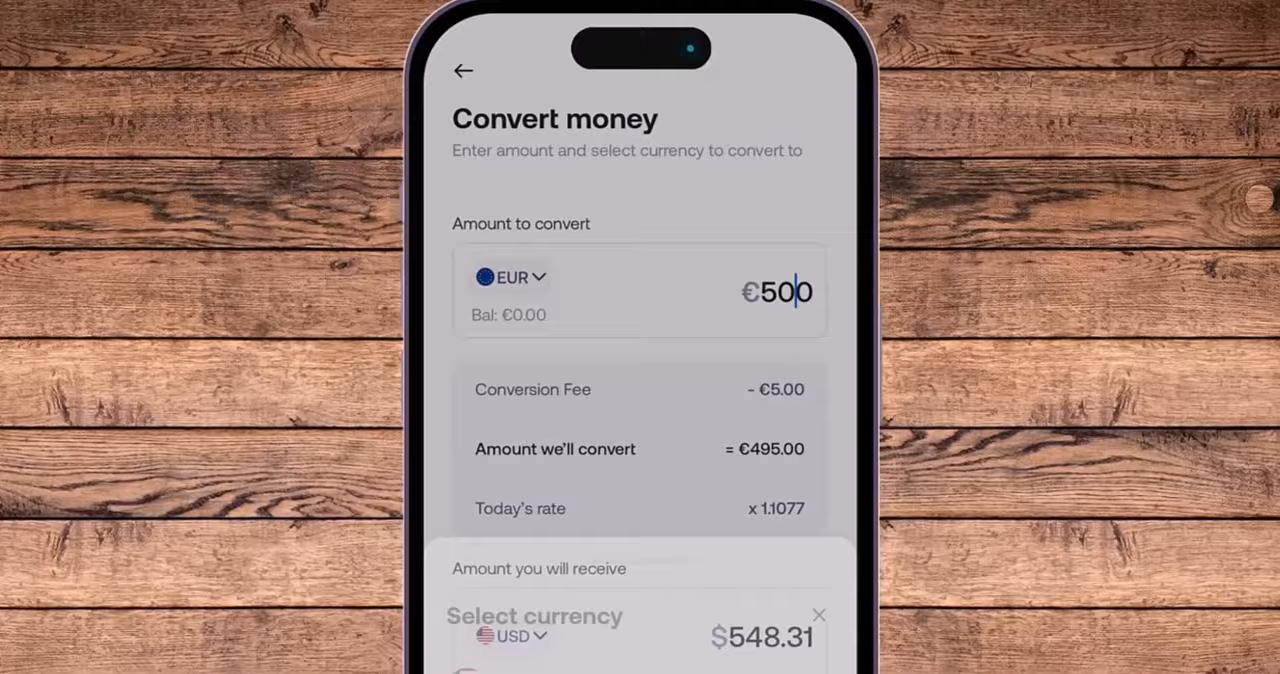 Convert money
Enter amount and select currency to convert to
Amount to convert
EUR
€500
Bal: €0.00
Conversion Fee - €5.00
Amount we'll convert = €495.00
Today's rate x 1.1077
Amount you will receive
Select currency
USD $548.31